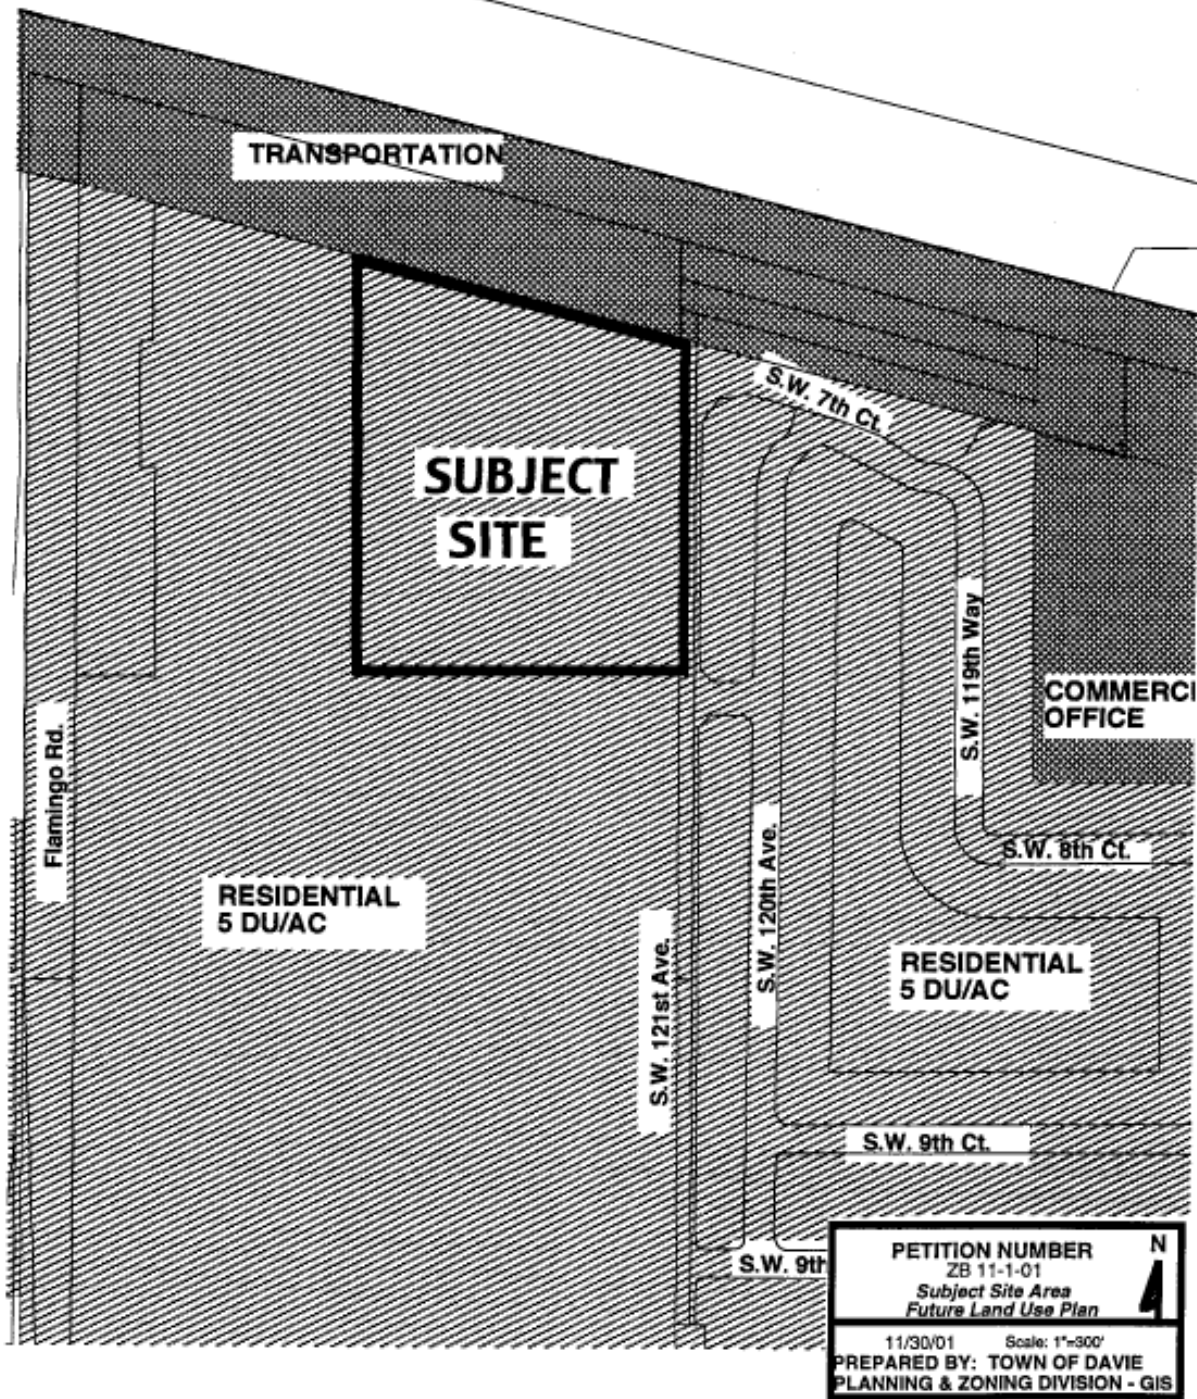 TRANSPORTATION
S.W. 7th Ct.
SUBJECT
SITE
S.W. 119th Way
COMMERCI
OFFICE
Flamingo Rd.
S.W. 8th Ct.
RESIDENTIAL
5 DU/AC
S.W. 120th Ave.
S.W. 121st Ave.
RESIDENTIAL
5 DU/AC
S.W. 9th Ct.
S.W. 9th
PETITION NUMBER
N
ZB 11-1-01
Subject Site Area
Future Land Use Plan
11/30/01 Scale: 1"=300'
PREPARED BY: TOWN OF DAVIE
PLANNING & ZONING DIVISION - GIS